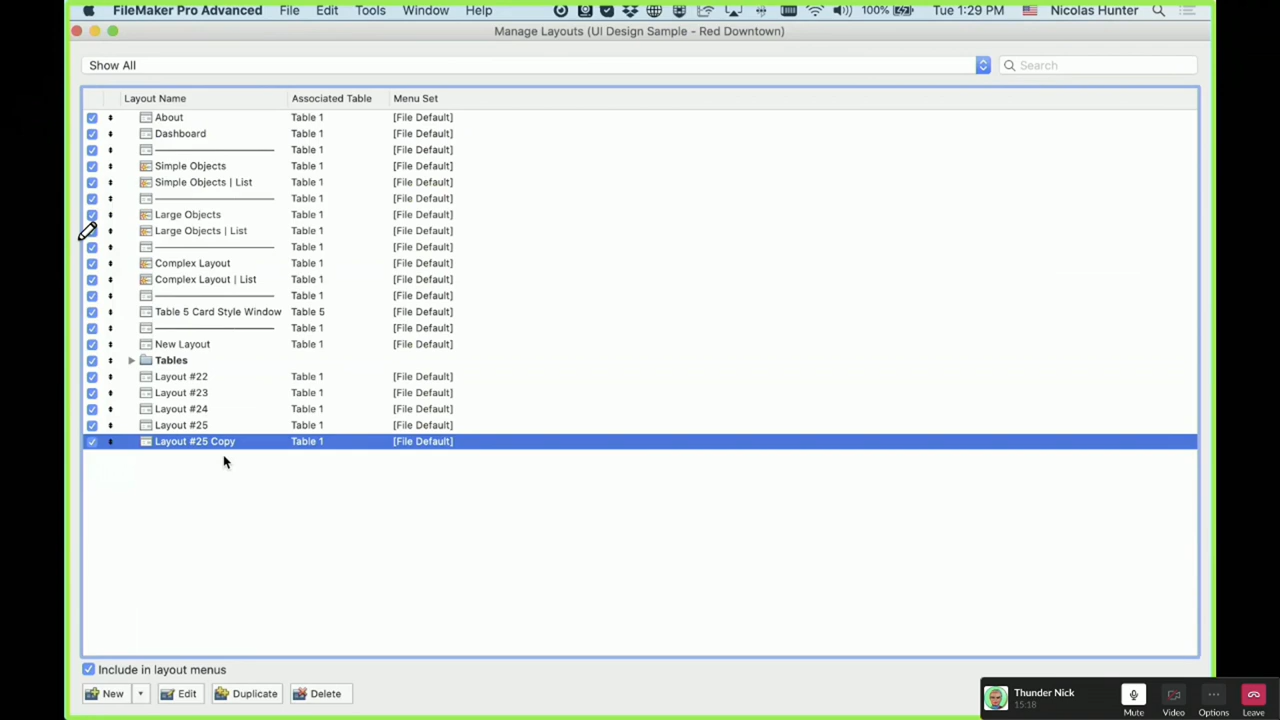 FileMaker Pro Advanced File Edit Tools Window Help 100% Tue 1:29 PM Nicolas Hunter
Manage Layouts (UI Design Sample - Red Downtown)
Show All Search
Layout Name Associated Table Menu Set
About Table 1 [File Default]
Dashboard Table 1 [File Default]
Table 1 [File Default]
Simple Objects Table 1 [File Default]
Simple Objects | List Table 1 [File Default]
Table 1 [File Default]
Large Objects Table 1 [File Default]
Large Objects | List Table 1 [File Default]
Table 1 [File Default]
Complex Layout Table 1 [File Default]
Complex Layout | List Table 1 [File Default]
Table 1 [File Default]
Table 5 Card Style Window Table 5 [File Default]
Table 1 [File Default]
New Layout Table 1 [File Default]
Tables
Layout #22 Table 1 [File Default]
Layout #23 Table 1 [File Default]
Layout #24 Table 1 [File Default]
Layout #25 Table 1 [File Default]
Layout #25 Copy Table 1 [File Default]
Include in layout menus
New Edit Duplicate Delete
Thunder Nick
15:18
Mute Video Options Leave